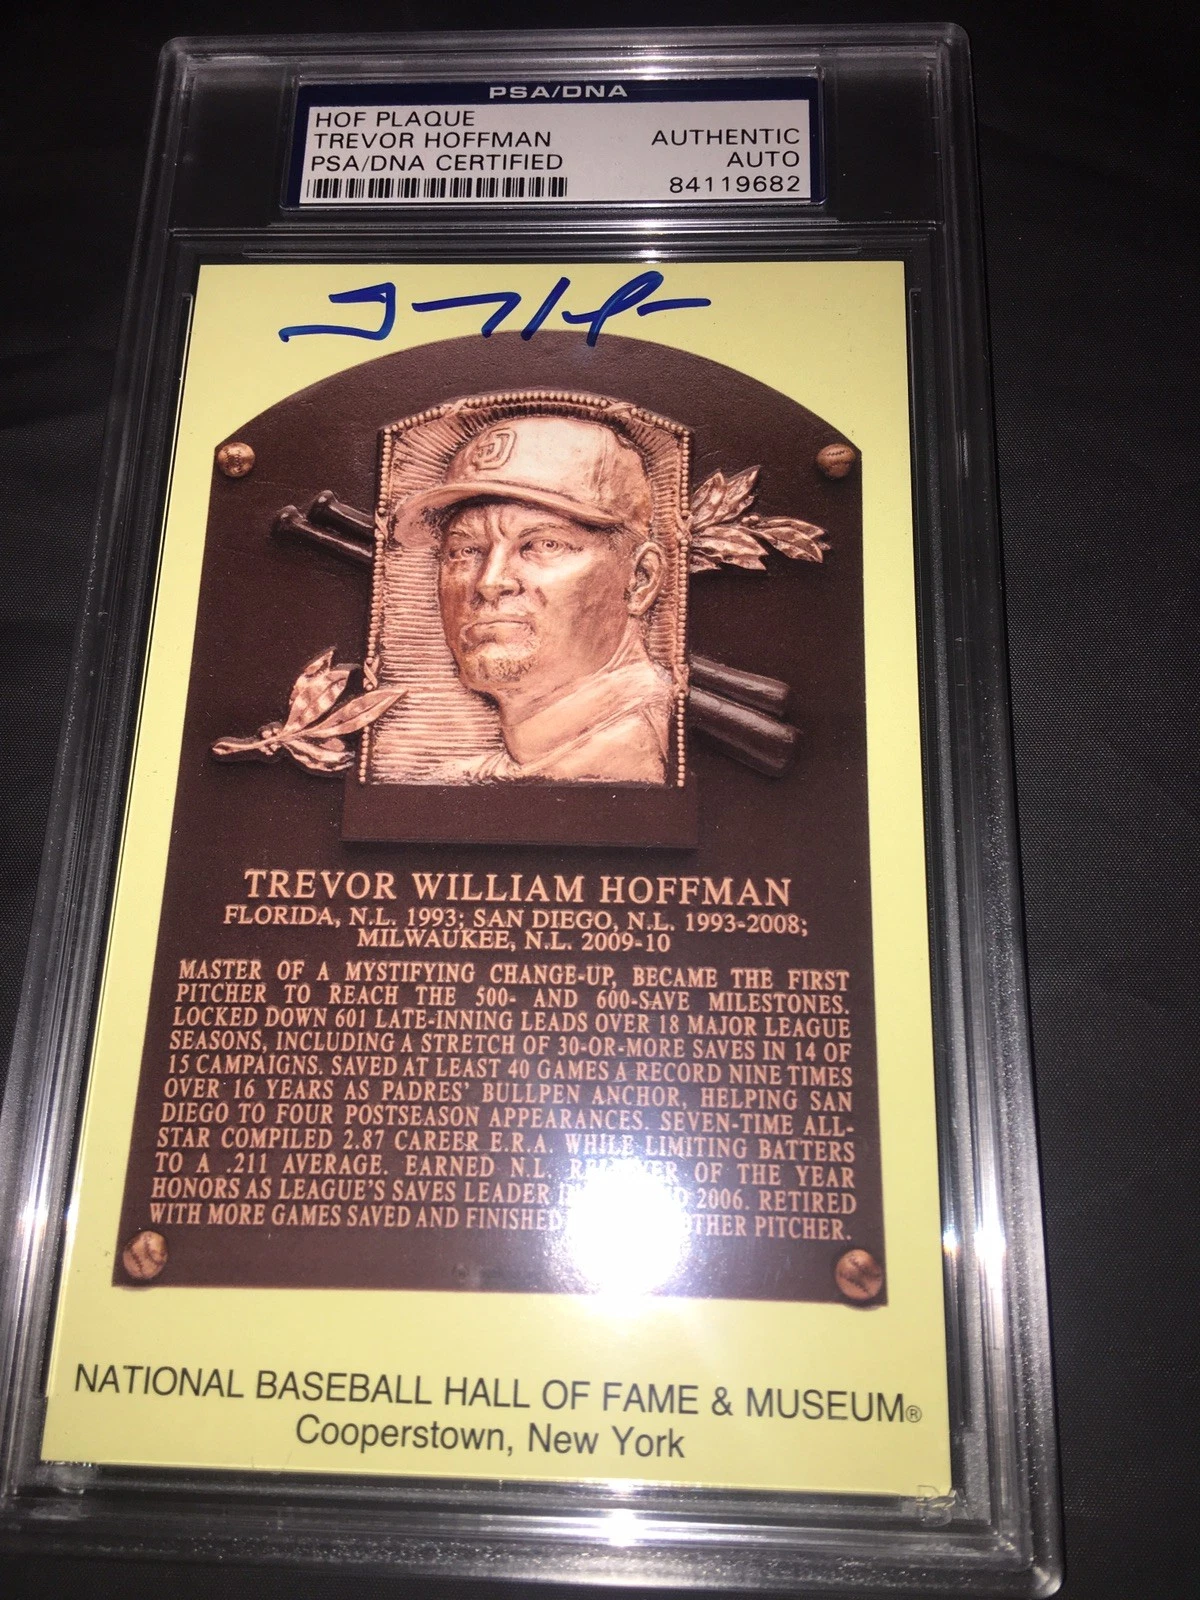 PSA/DNA
HOF PLAQUE
TREVOR HOFFMAN
PSA/DNA CERTIFIED
AUTHENTIC
AUTO
84119682
TREVOR WILLIAM HOFFMAN
FLORIDA, N.L. 1993; SAN DIEGO, N.L. 1993-2008;
MILWAUKEE, N.L. 2009-10
MASTER OF A MYSTIFYING CHANGE-UP, BECAME THE FIRST
PITCHER TO REACH THE 500- AND 600-SAVE MILESTONES.
LOCKED DOWN 601 LATE-INNING LEADS OVER 18 MAJOR LEAGUE
SEASONS, INCLUDING A STRETCH OF 30-OR-MORE SAVES IN 14 OF
15 CAMPAIGNS. SAVED AT LEAST 40 GAMES A RECORD NINE TIMES
OVER 16 YEARS AS PADRES' BULLPEN ANCHOR, HELPING SAN
DIEGO TO FOUR POSTSEASON APPEARANCES. SEVEN-TIME ALL-
STAR COMPILED 2.87 CAREER E.R.A. WHILE LIMITING BATTERS
TO A .211 AVERAGE. EARNED N.L. OF THE YEAR
HONORS AS LEAGUE'S SAVES LEADER 2006. RETIRED
WITH MORE GAMES SAVED AND FINISHED PITCHER.
NATIONAL BASEBALL HALL OF FAME & MUSEUM®
Cooperstown, New York